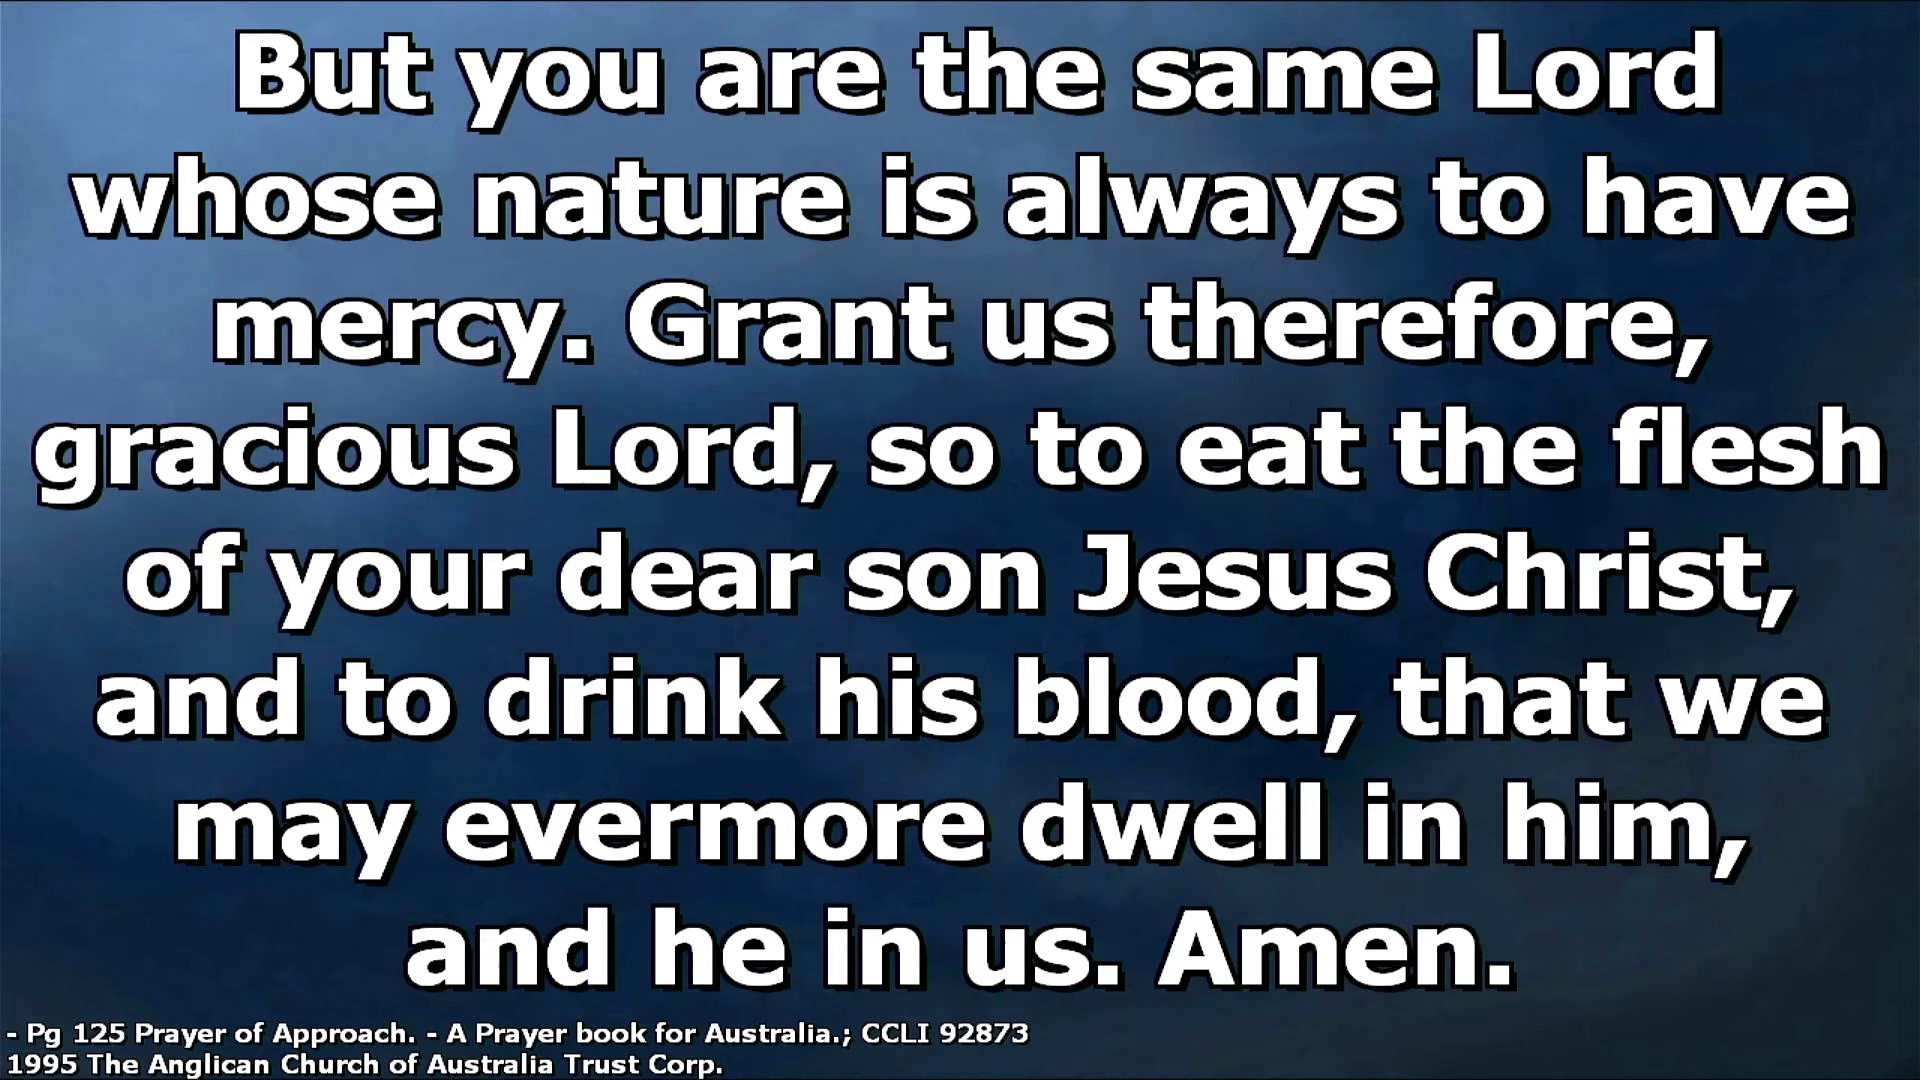 But you are the same Lord
whose nature is always to have
mercy. Grant us therefore,
gracious Lord, so to eat the flesh
of your dear son Jesus Christ,
and to drink his blood, that we
may evermore dwell in him,
and he in us. Amen.
- Pg 125 Prayer of Approach. - A Prayer book for Australia.; CCLI 92873
1995 The Anglican Church of Australia Trust Corp.